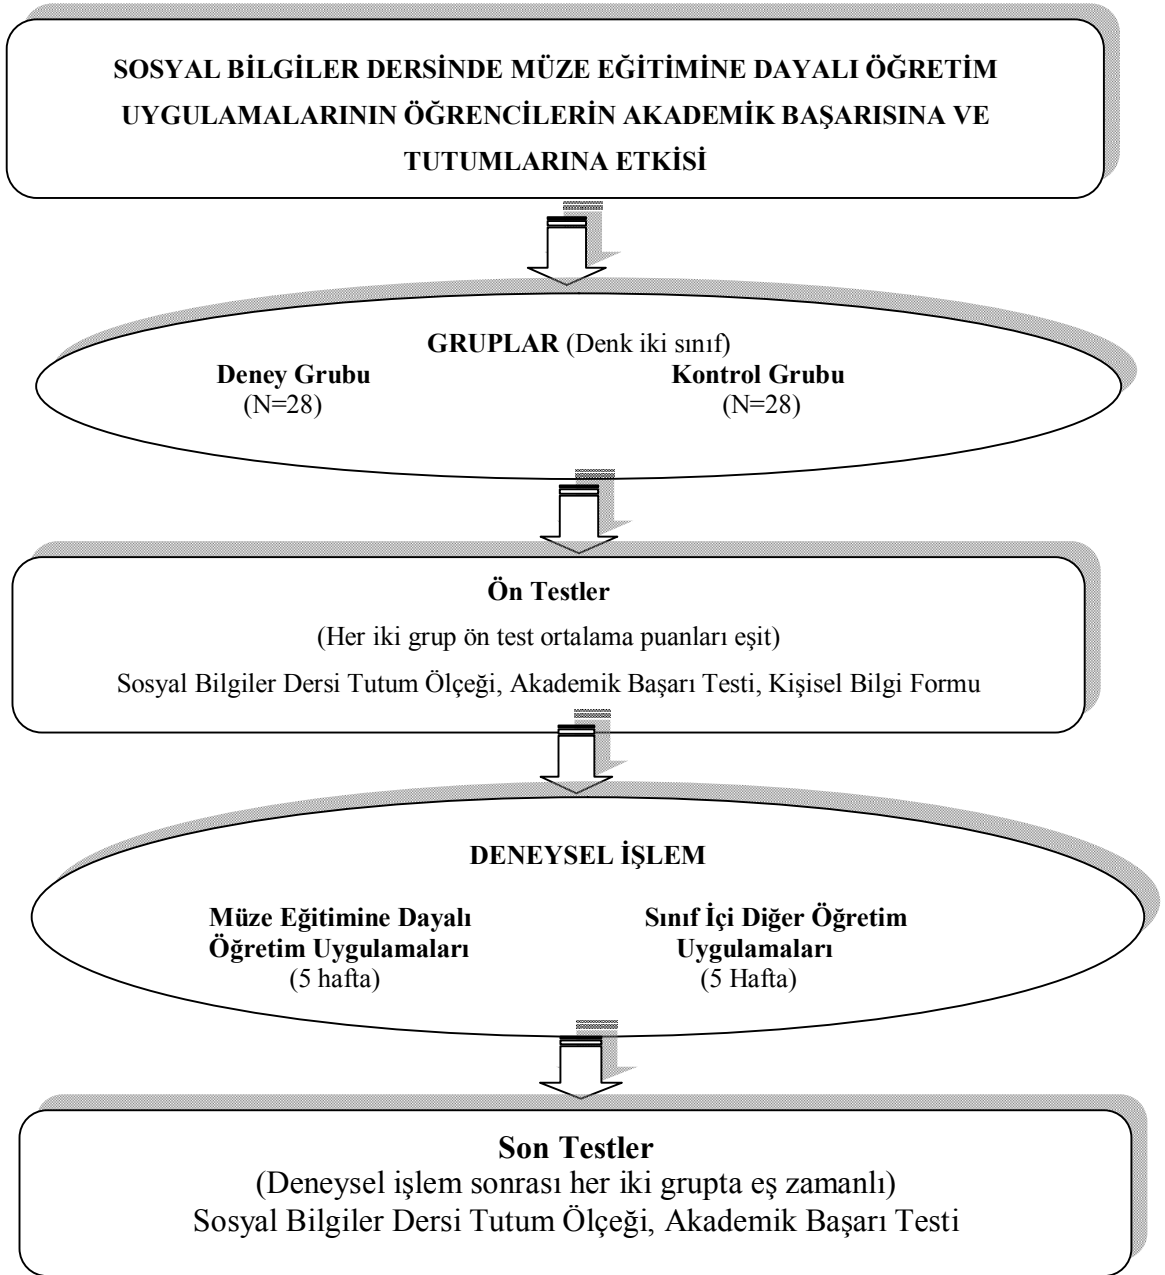 SOSYAL BİLGİLER DERSİNDE MÜZE EĞİTİMİNE DAYALI ÖĞRETİM
UYGULAMALARININ ÖĞRENCİLERİN AKADEMİK BAŞARISINA VE
TUTUMLARINA ETKİSİ
GRUPLAR (Denk iki sınıf)
Deney Grubu Kontrol Grubu
(N=28) (N=28)
Ön Testler
(Her iki grup ön test ortalama puanları eşit)
Sosyal Bilgiler Dersi Tutum Ölçeği, Akademik Başarı Testi, Kişisel Bilgi Formu
DENEYSEL İŞLEM
Müze Eğitimine Dayalı Sınıf İçi Diğer Öğretim
Öğretim Uygulamaları Uygulamaları
(5 hafta) (5 Hafta)
Son Testler
(Deneysel işlem sonrası her iki grupta eş zamanlı)
Sosyal Bilgiler Dersi Tutum Ölçeği, Akademik Başarı Testi